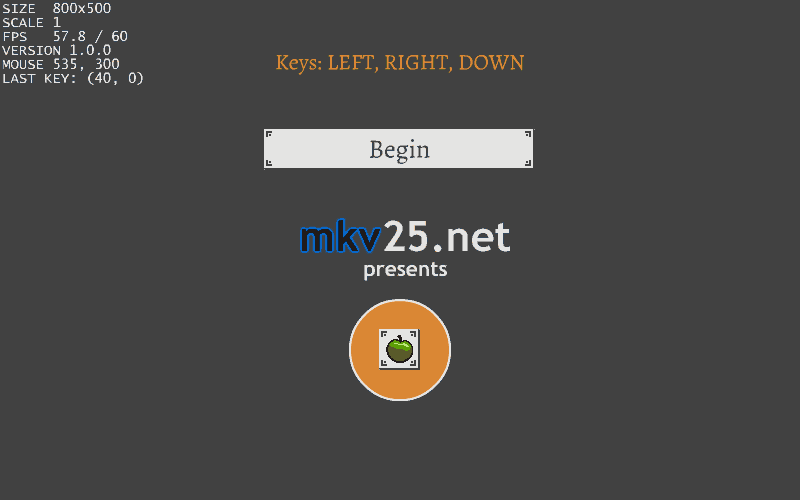 SIZE 800x500
SCALE 1
FPS 57.8 / 60
VERSION 1.0.0
MOUSE 535, 300
LAST KEY: (40, 0)
Keys: LEFT, RIGHT, DOWN
Begin
mkv25.net
presents